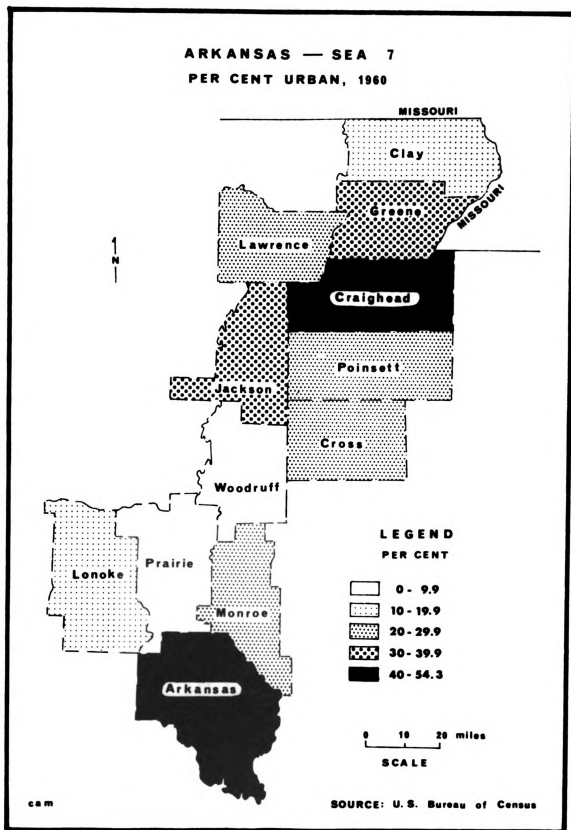 ARKANSAS — SEA 7
PER CENT URBAN, 1960
MISSOURI
Clay
Greene
MISSOURI
Lawrence
N
Craighead
Poinsett
Jackson
Cross
Woodruff
LEGEND
PER CENT
Prairie
Lonoke
0 - 9.9
10 - 19.9
Monroe
20 - 29.9
30 - 39.9
Arkansas
40 - 54.3
0 10 20 miles
SCALE
cam
SOURCE: U.S. Bureau of Census